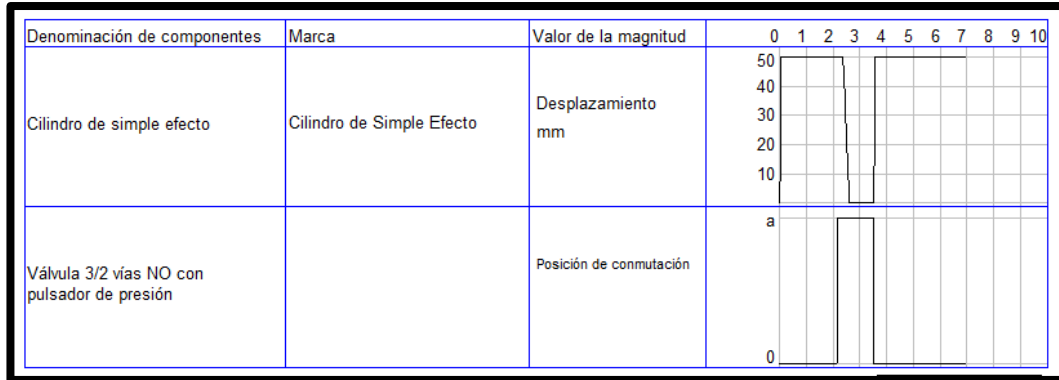 Denominación de componentes Marca Valor de la magnitud 0 1 2 3 4 5 6 7 8 9 10
50
40
Desplazamiento
30
Cilindro de simple efecto Cilindro de Simple Efecto
mm
20
10
a
Posición de conmutación
Válvula 3/2 vías NO con
pulsador de presión
0